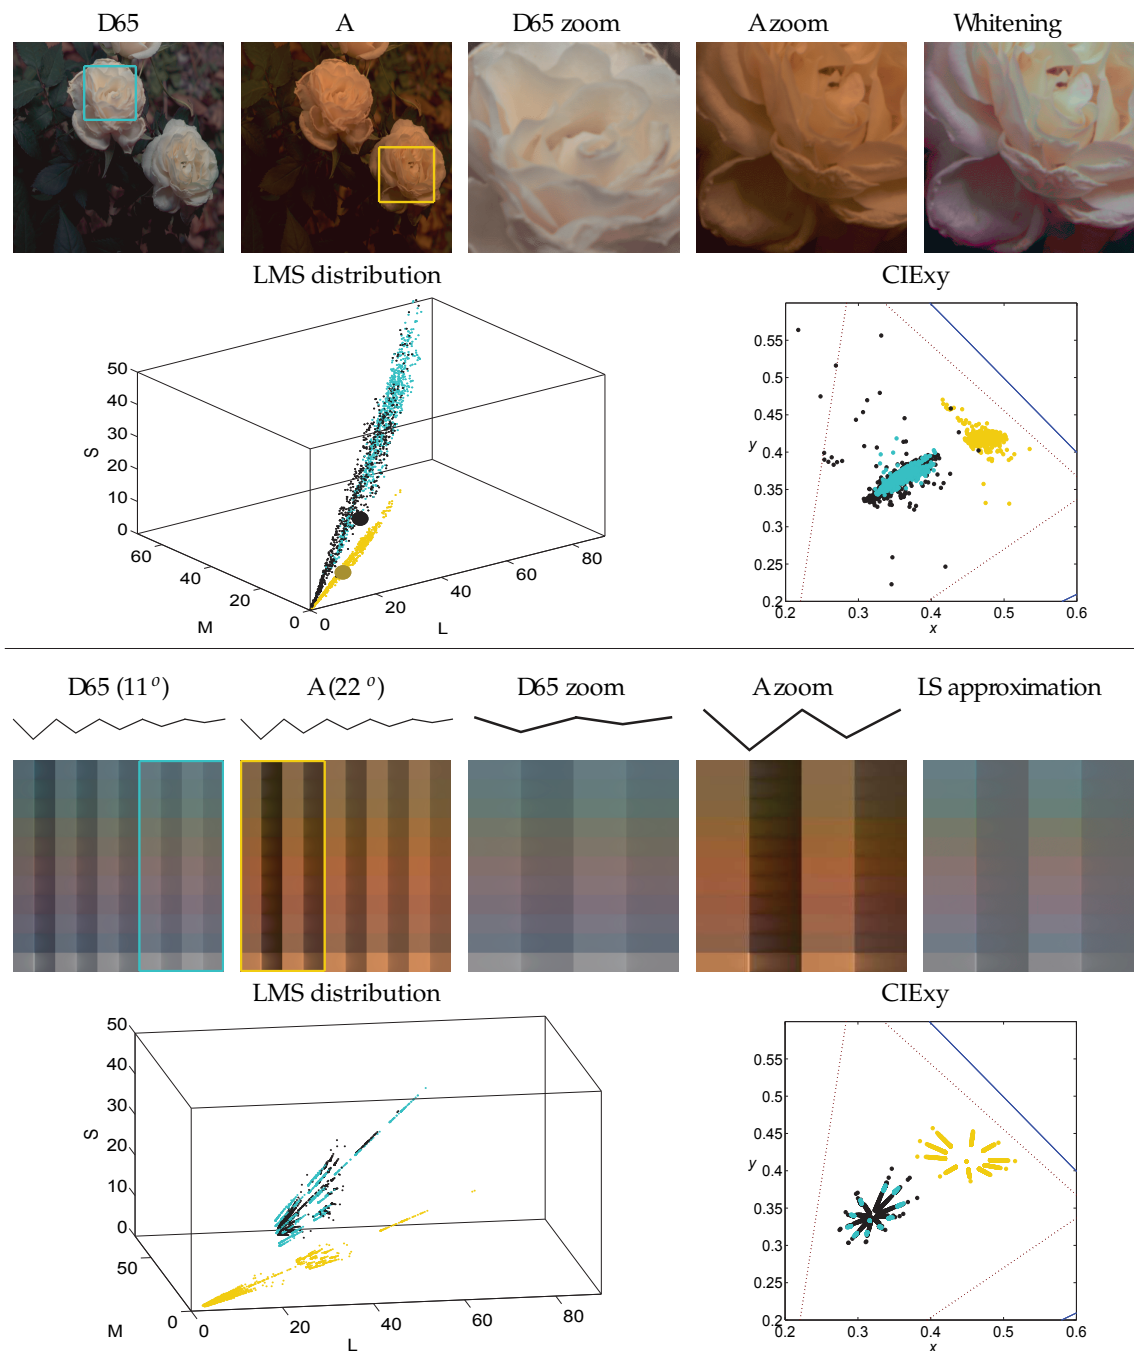 D65 A D65 zoom A zoom Whitening
LMS distribution CIExy
50
40
30
20
10
0
S
60
40
20
0
M
0
20
40
60
80
L
0.55
0.5
0.45
0.4
0.35
0.3
0.25
0.2
y
0.2 0.3 0.4 0.5 0.6
x
D65 (11°) A (22°) D65 zoom A zoom LS approximation
LMS distribution CIExy
50
40
30
20
10
0
S
50
0
M
0 20 40 60 80
L
0.55
0.5
0.45
0.4
0.35
0.3
0.25
0.2
y
0.2 0.3 0.4 0.5 0.6
x